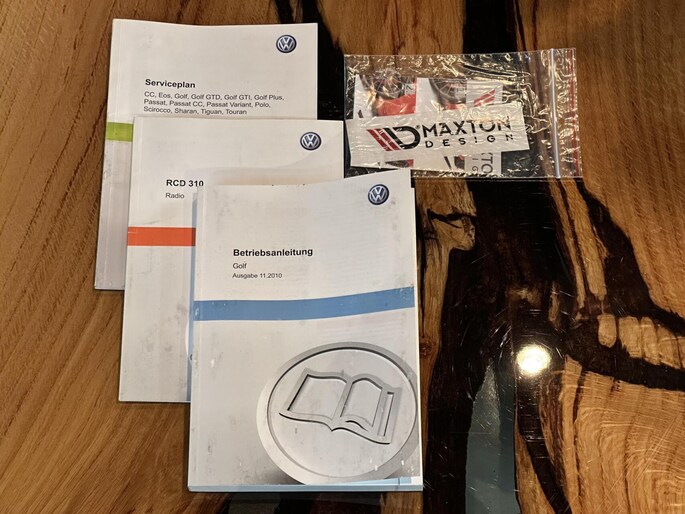 Serviceplan
CC, Eos, Golf, Golf GTD, Golf GTI, Golf Plus,
Passat, Passat CC, Passat Variant, Polo,
Scirocco, Sharan, Tiguan, Touran
MAXTON
DESIGN
RCD 310
Radio
Betriebsanleitung
Golf
Ausgabe 11.2010